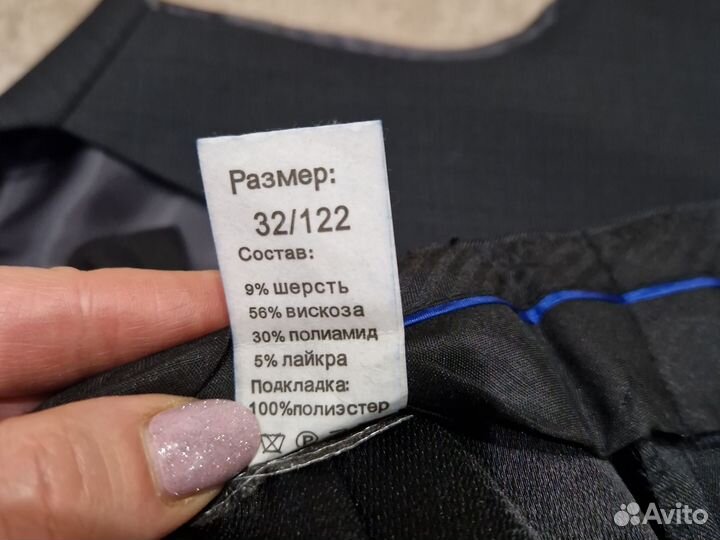 Размер:
32/122
Состав:
9% шерсть
56% вискоза
30% полиамид
5% лайкра
Подкладка:
100%полиэстер
P
Avito